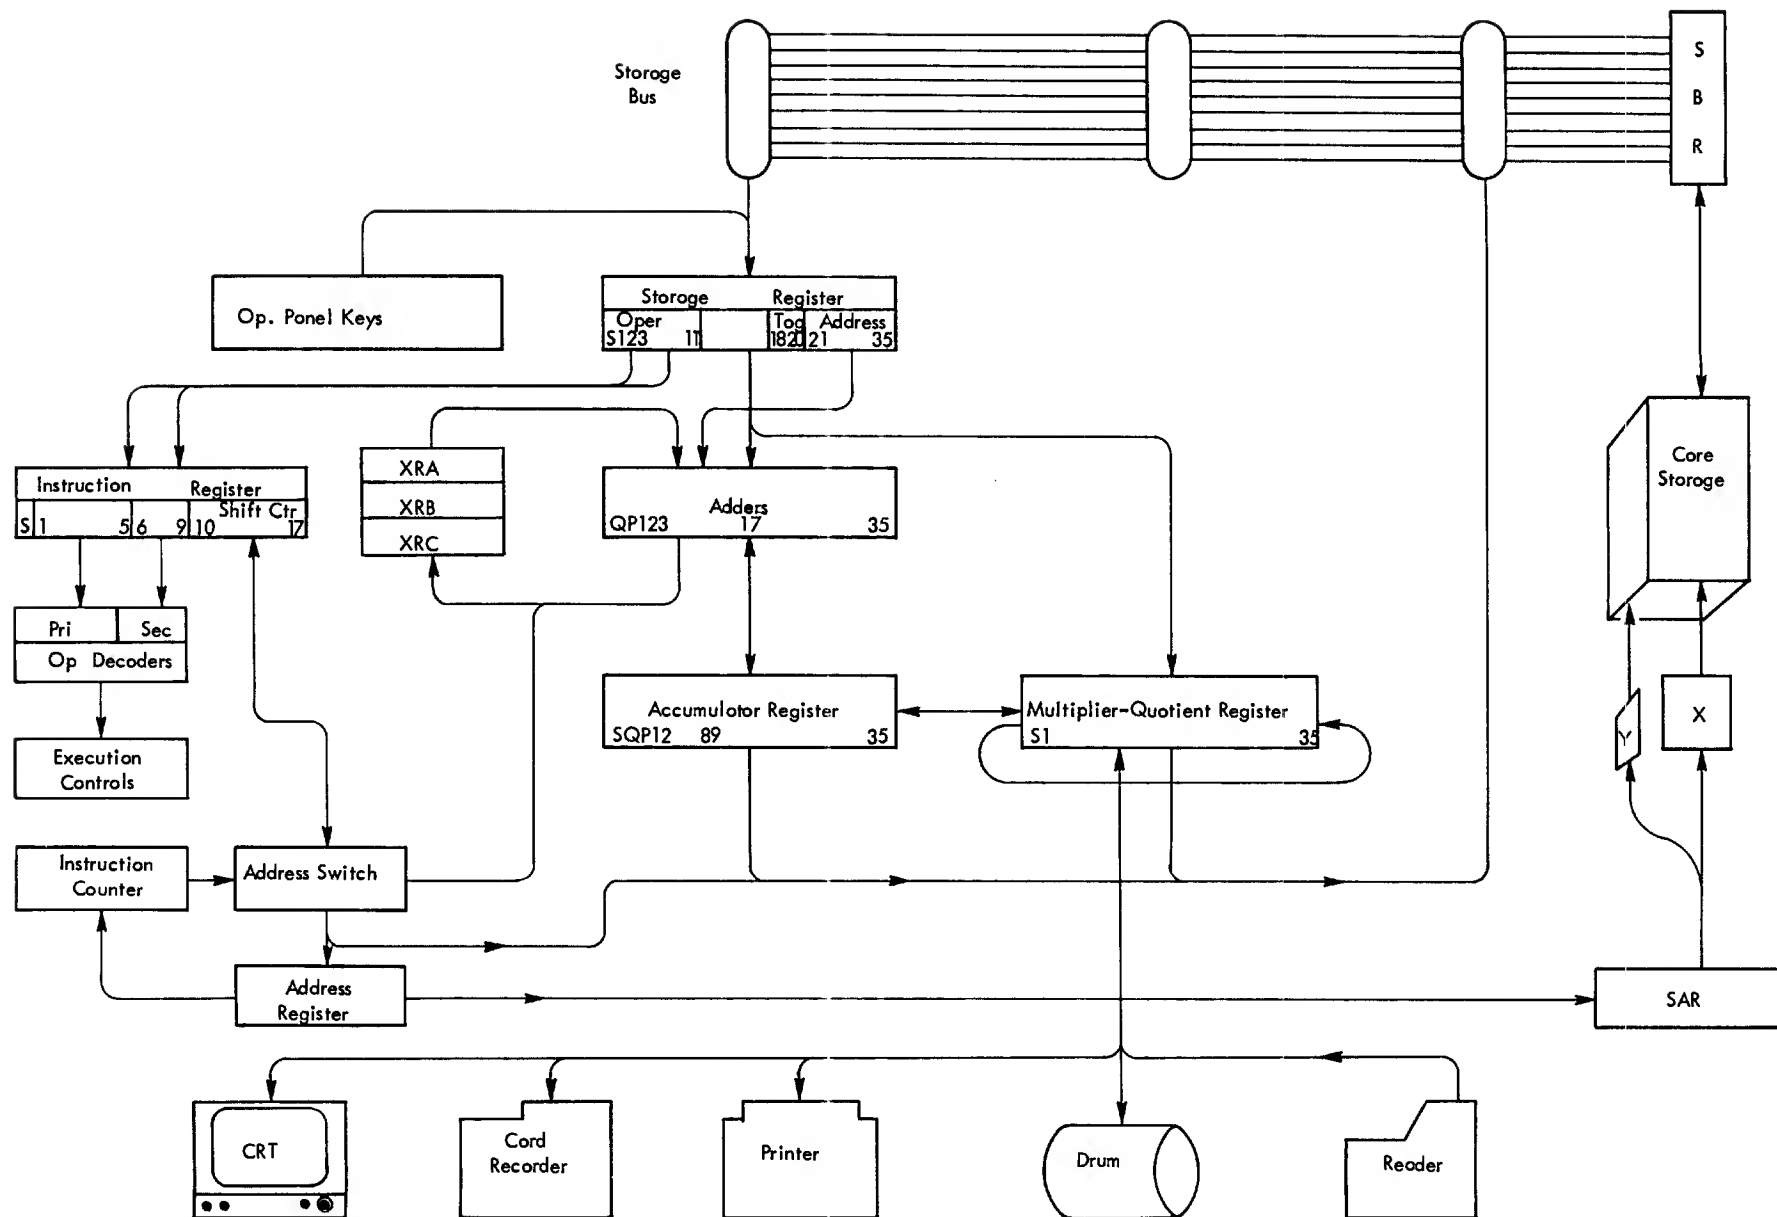 Storage
Bus
S
B
R
Op. Panel Keys
Storage Register
Oper Tag Address
S123 11 1820 21 35
XRA
XRB
XRC
Instruction Register
Shift Ctr
S 1 5 6 9 10 17
Adders
QP123 17 35
Core
Storage
Pri Sec
Op Decoders
Accumulator Register
SQP12 89 35
Multiplier-Quotient Register
S1 35
Y
X
Execution
Controls
Instruction
Counter
Address Switch
Address
Register
SAR
CRT
Card
Recorder
Printer
Drum
Reader